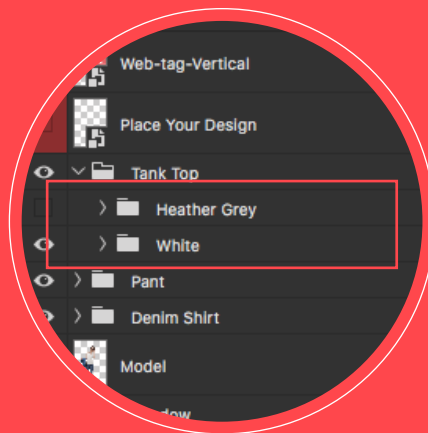 Web-tag-Vertical
Place Your Design
Tank Top
Heather Grey
White
Pant
Denim Shirt
Model